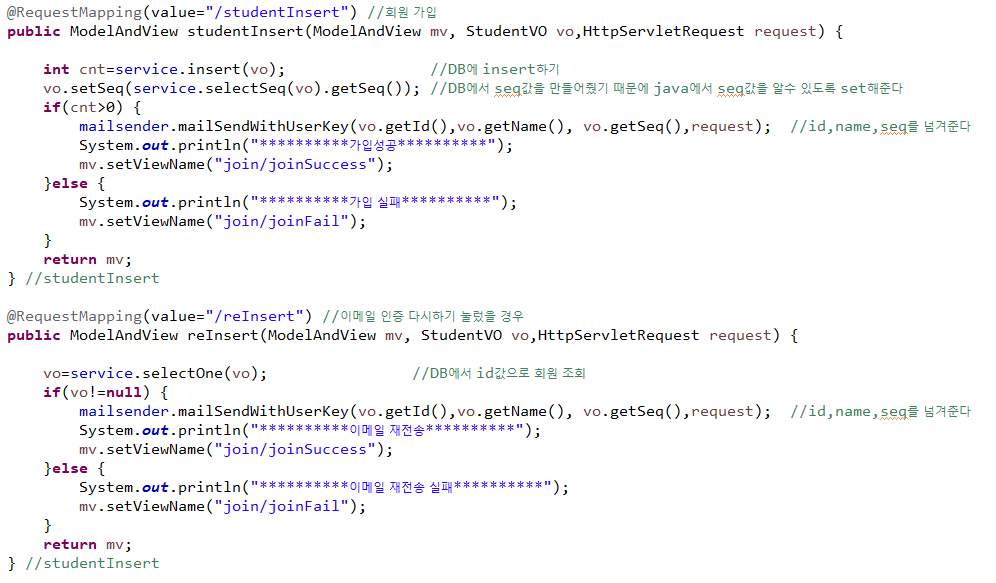 @RequestMapping(value="/studentInsert") //회원 가입
public ModelAndView studentInsert(ModelAndView mv, StudentVO vo,HttpServletRequest request) {
int cnt=service.insert(vo); //DB에 insert하기
vo.setSeq(service.selectSeq(vo).getSeq()); //DB에서 seq값을 만들어줬기 때문에 java에서 seq값을 알수 있도록 set해준다
if(cnt>0) {
mailsender.mailSendWithUserKey(vo.getId(),vo.getName(), vo.getSeq(),request); //id,name,seq를 넘겨준다
System.out.println("**********가입성공**********");
mv.setViewName("join/joinSuccess");
}else {
System.out.println("**********가입 실패**********");
mv.setViewName("join/joinFail");
}
return mv;
} //studentInsert
@RequestMapping(value="/reInsert") //이메일 인증 다시하기 눌렀을 경우
public ModelAndView reInsert(ModelAndView mv, StudentVO vo,HttpServletRequest request) {
vo=service.selectOne(vo); //DB에서 id값으로 회원 조회
if(vo!=null) {
mailsender.mailSendWithUserKey(vo.getId(),vo.getName(), vo.getSeq(),request); //id,name,seq를 넘겨준다
System.out.println("**********이메일 재전송**********");
mv.setViewName("join/joinSuccess");
}else {
System.out.println("**********이메일 재전송 실패**********");
mv.setViewName("join/joinFail");
}
return mv;
} //studentInsert